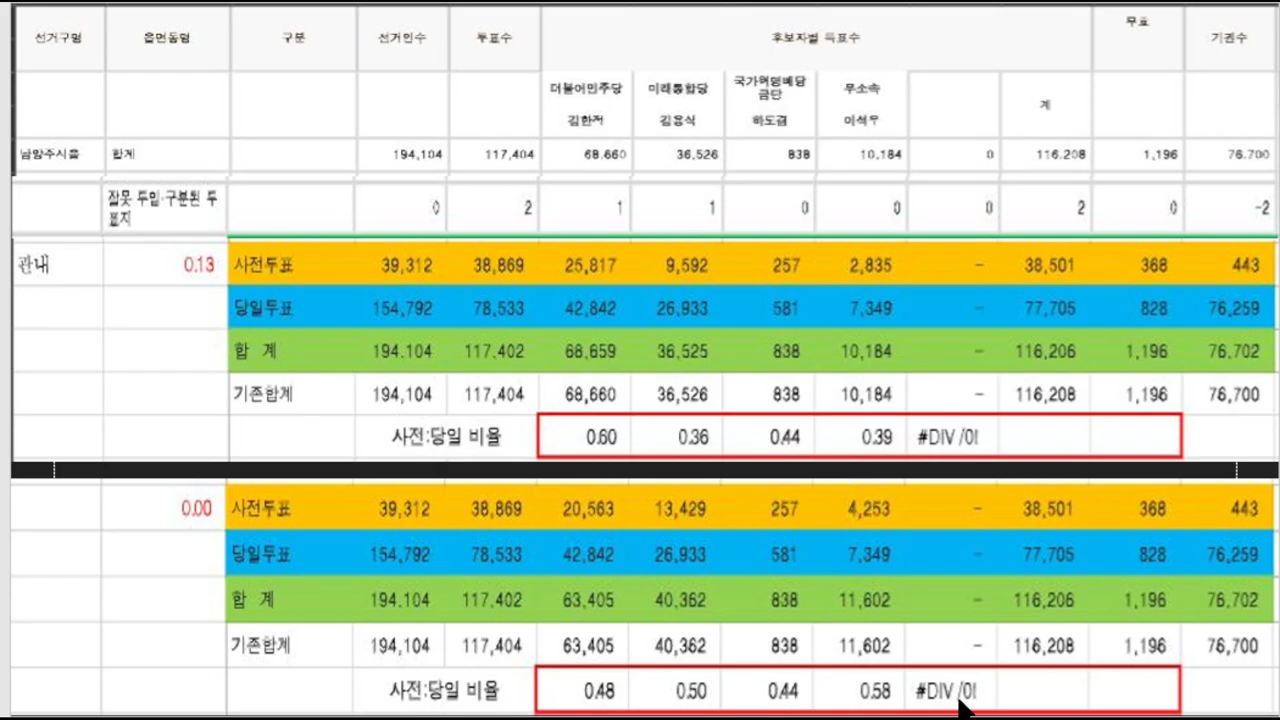 선거구명 읍면동명 구분 선거인수 투표수 후보자별 득표수 무효 기권수
더불어민주당 미래통합당 국가혁명배당금당 무소속 계
김한정 김용식 하도겸 이석우
남양주시을 합계 194,104 117,404 68,660 36,526 838 10,184 0 116,208 1,196 76,700
잘못 투입·구분된 투표지 0 2 1 1 0 0 0 2 0 -2
관내 0.13 사전투표 39,312 38,869 25,817 9,592 257 2,835 - 38,501 368 443
당일투표 154,792 78,533 42,842 26,933 581 7,349 - 77,705 828 76,259
합 계 194.104 117.402 68,659 36,525 838 10,184 - 116,206 1,196 76,702
기존합계 194,104 117,404 68,660 36,526 838 10,184 - 116,208 1,196 76,700
사전:당일 비율 0.60 0.36 0.44 0.39 #DIV/0!
0.00 사전투표 39,312 38,869 20,563 13,429 257 4,253 - 38,501 368 443
당일투표 154,792 78,533 42,842 26,933 581 7,349 - 77,705 828 76,259
합 계 194.104 117.402 63,405 40,362 838 11,602 - 116,206 1,196 76,702
기존합계 194,104 117,404 63,405 40,362 838 11,602 - 116,208 1,196 76,700
사전:당일 비율 0.48 0.50 0.44 0.58 #DIV/0!